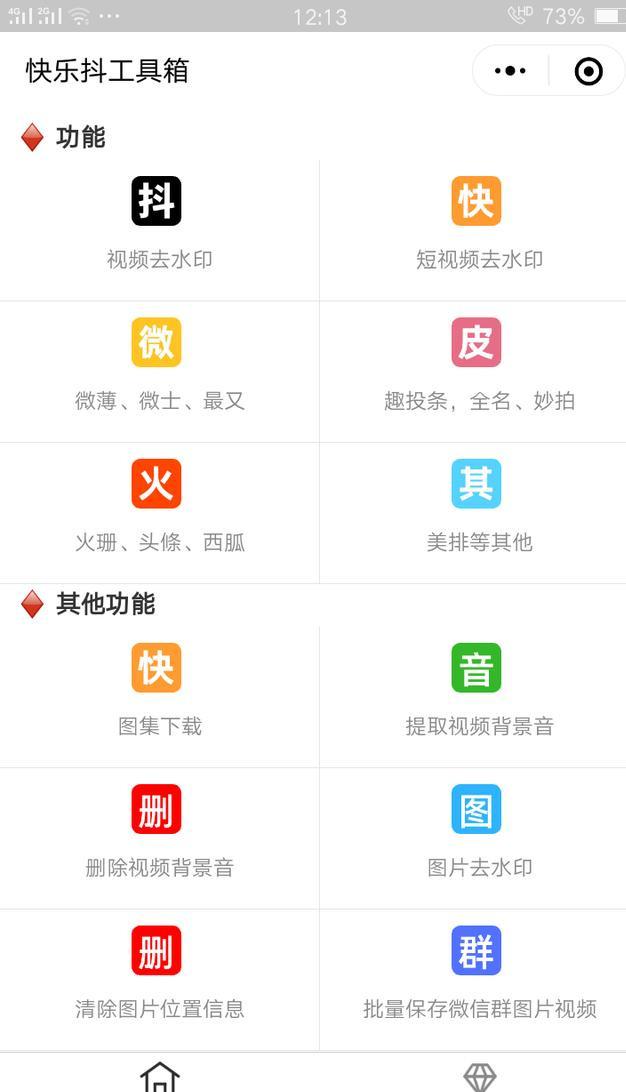 4G 2G 12:13 HD 73%
快乐抖工具箱
功能
抖 快
视频去水印 短视频去水印
微 皮
微薄、微士、最又 趣投条，全名、妙拍
火 其
火珊、头條、西胍 美排等其他
其他功能
快 音
图集下载 提取视频背景音
删 图
删除视频背景音 图片去水印
删 群
清除图片位置信息 批量保存微信群图片视频